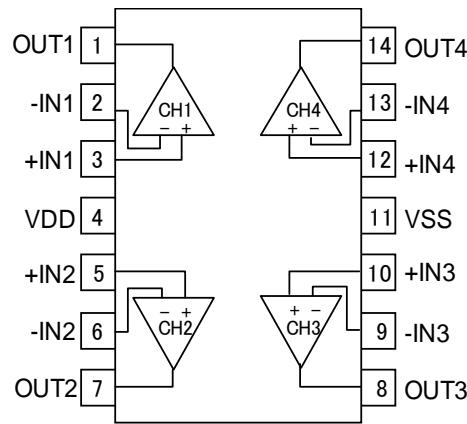 OUT1 1 14 OUT4
-IN1 2 CH1 CH4 13 -IN4
− + + −
+IN1 3 12 +IN4
VDD 4 11 VSS
+IN2 5 10 +IN3
− + + −
-IN2 6 CH2 CH3 9 -IN3
OUT2 7 8 OUT3